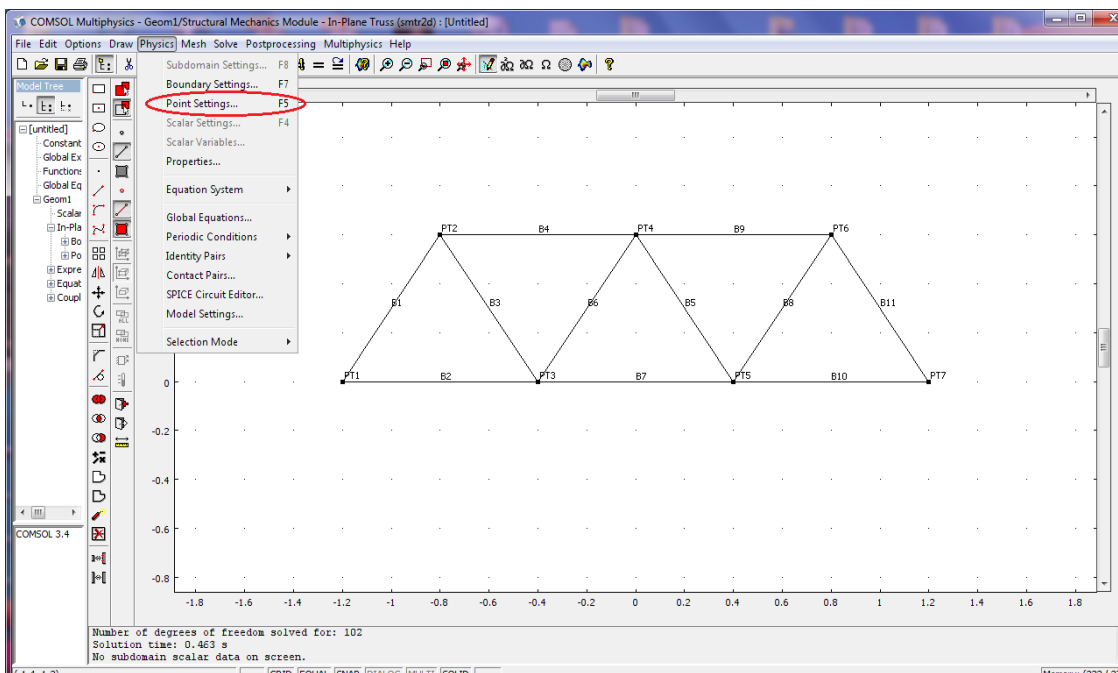 COMSOL Multiphysics - Geom1/Structural Mechanics Module - In-Plane Truss (smtr2d) : [Untitled]
File Edit Options Draw Physics Mesh Solve Postprocessing Multiphysics Help
Model Tree
[untitled]
Constant
Global Ex
Functions
Global Eq
Geom1
Scalar
In-Pla
Bo
Po
Expre
Equat
Coupl
COMSOL 3.4
Subdomain Settings... F8
Boundary Settings... F7
Point Settings... F5
Scalar Settings... F4
Scalar Variables...
Properties...
Equation System
Global Equations...
Periodic Conditions
Identity Pairs
Contact Pairs...
SPICE Circuit Editor...
Model Settings...
Selection Mode
ALL
NONE
PT2 B4 PT4 B9 PT6
B1 B3 B6 B5 B8 B11
PT1 B2 PT3 B7 PT5 B10 PT7
0
-0.2
-0.4
-0.6
-0.8
-1.8 -1.6 -1.4 -1.2 -1 -0.8 -0.6 -0.4 -0.2 0 0.2 0.4 0.6 0.8 1 1.2 1.4 1.6 1.8
Number of degrees of freedom solved for: 102
Solution time: 0.463 s
No subdomain scalar data on screen.
GRID EQUAL SNAP DIALOG MULTI SOLID